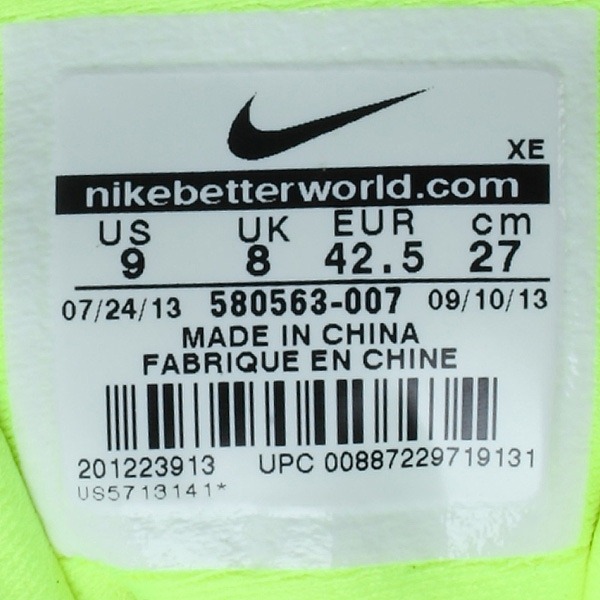 XE
nikebetterworld.com
US UK EUR cm
9 8 42.5 27
07/24/13 580563-007 09/10/13
MADE IN CHINA
FABRIQUE EN CHINE
201223913 UPC 00887229719131
US5713141*